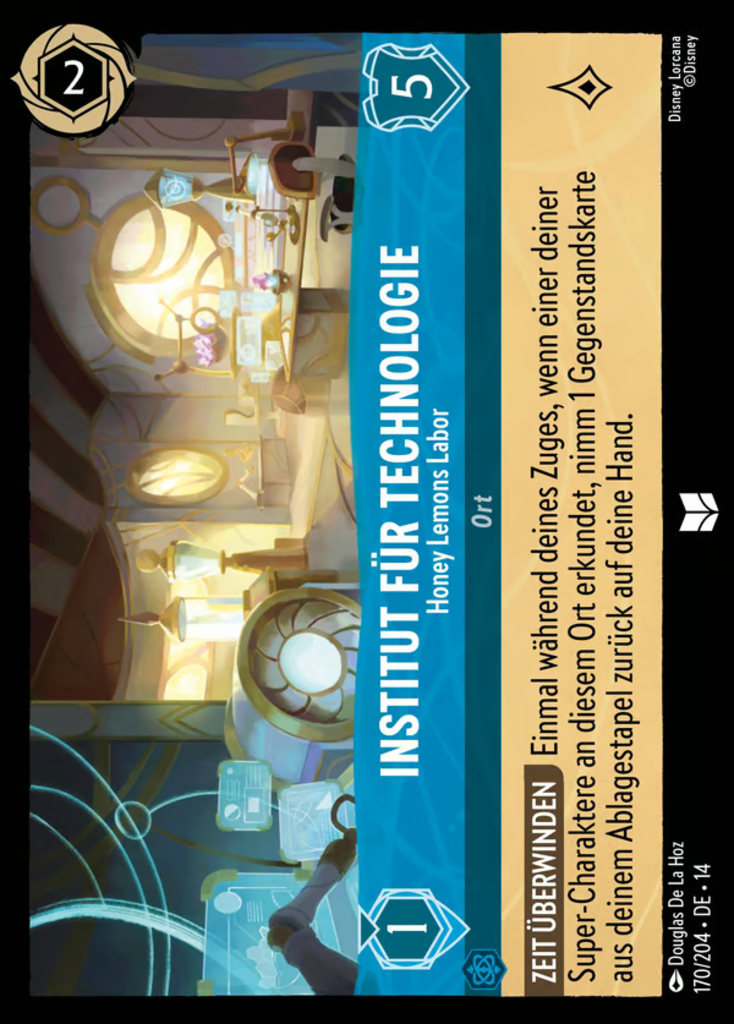 2
INSTITUT FÜR TECHNOLOGIE
Honey Lemons Labor
1
5
Ort
ZEIT ÜBERWINDEN Einmal während deines Zuges, wenn einer deiner
Super-Charaktere an diesem Ort erkundet, nimm 1 Gegenstandskarte
aus deinem Ablagestapel zurück auf deine Hand.
Douglas De La Hoz
170/204 • DE • 14
Disney Lorcana
©Disney